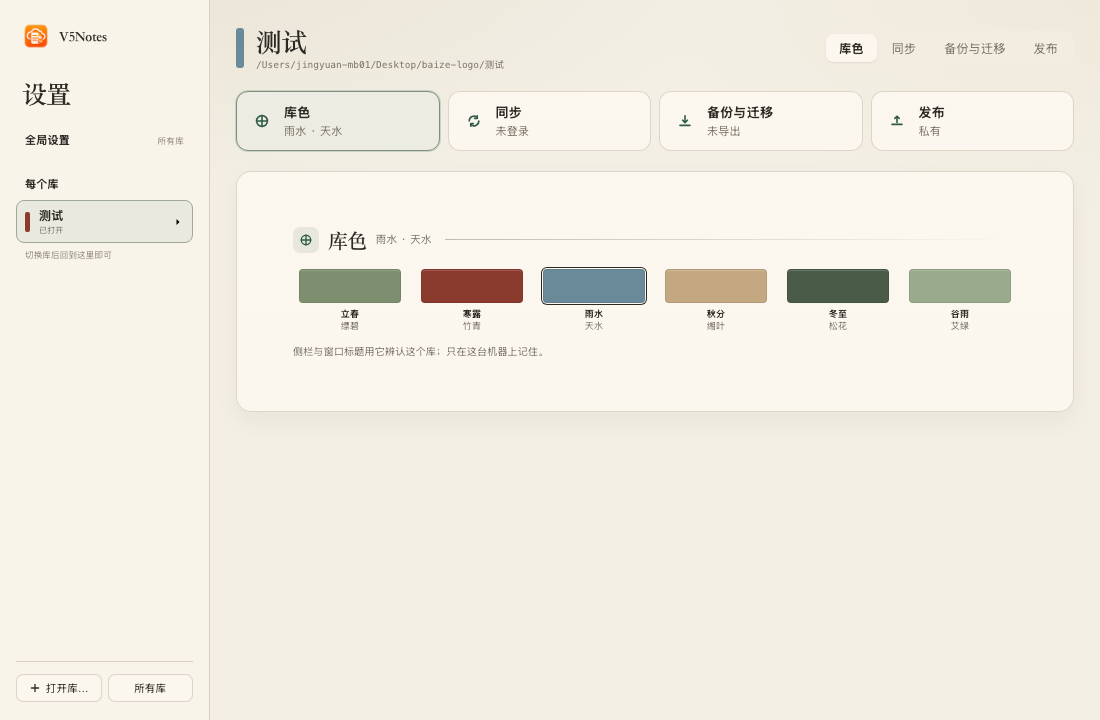 V5Notes
设置
全局设置 所有库
每个库
测试
已打开
切换库后回到这里即可
打开库…
所有库
测试
/Users/jingyuan-mb01/Desktop/baize-logo/测试
库色 同步 备份与迁移 发布
库色
雨水 · 天水
同步
未登录
备份与迁移
未导出
发布
私有
库色 雨水 · 天水
立春
缥碧
寒露
竹青
雨水
天水
秋分
缃叶
冬至
松花
谷雨
艾绿
侧栏与窗口标题用它辨认这个库；只在这台机器上记住。